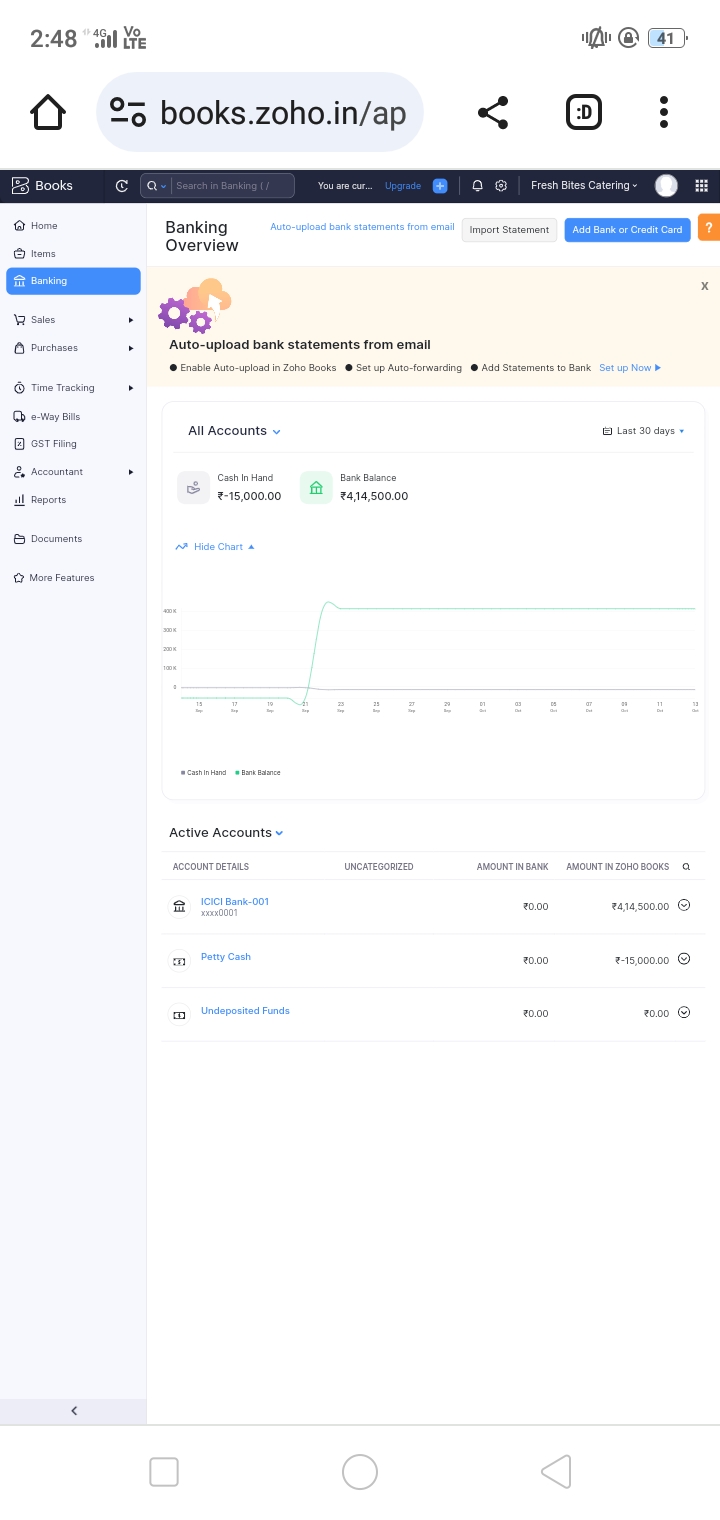 2:48 4G Vo LTE 41
books.zoho.in/ap :D
Books Search in Banking ( / You are cur... Upgrade + Fresh Bites Catering
Home
Items
Banking
Sales
Purchases
Time Tracking
e-Way Bills
GST Filing
Accountant
Reports
Documents
More Features
Banking Overview
Auto-upload bank statements from email Import Statement Add Bank or Credit Card ?
x
Auto-upload bank statements from email
● Enable Auto-upload in Zoho Books ● Set up Auto-forwarding ● Add Statements to Bank Set up Now
All Accounts Last 30 days
Cash In Hand Bank Balance
₹-15,000.00 ₹4,14,500.00
Hide Chart
400 K
300 K
200 K
100 K
0
15 17 19 21 23 25 27 29 01 03 05 07 09 11 13
Sep Sep Sep Sep Sep Sep Sep Sep Oct Oct Oct Oct Oct Oct Oct
Cash In Hand Bank Balance
Active Accounts
ACCOUNT DETAILS UNCATEGORIZED AMOUNT IN BANK AMOUNT IN ZOHO BOOKS
ICICI Bank-001 ₹0.00 ₹4,14,500.00
xxxx0001
Petty Cash ₹0.00 ₹-15,000.00
Undeposited Funds ₹0.00 ₹0.00